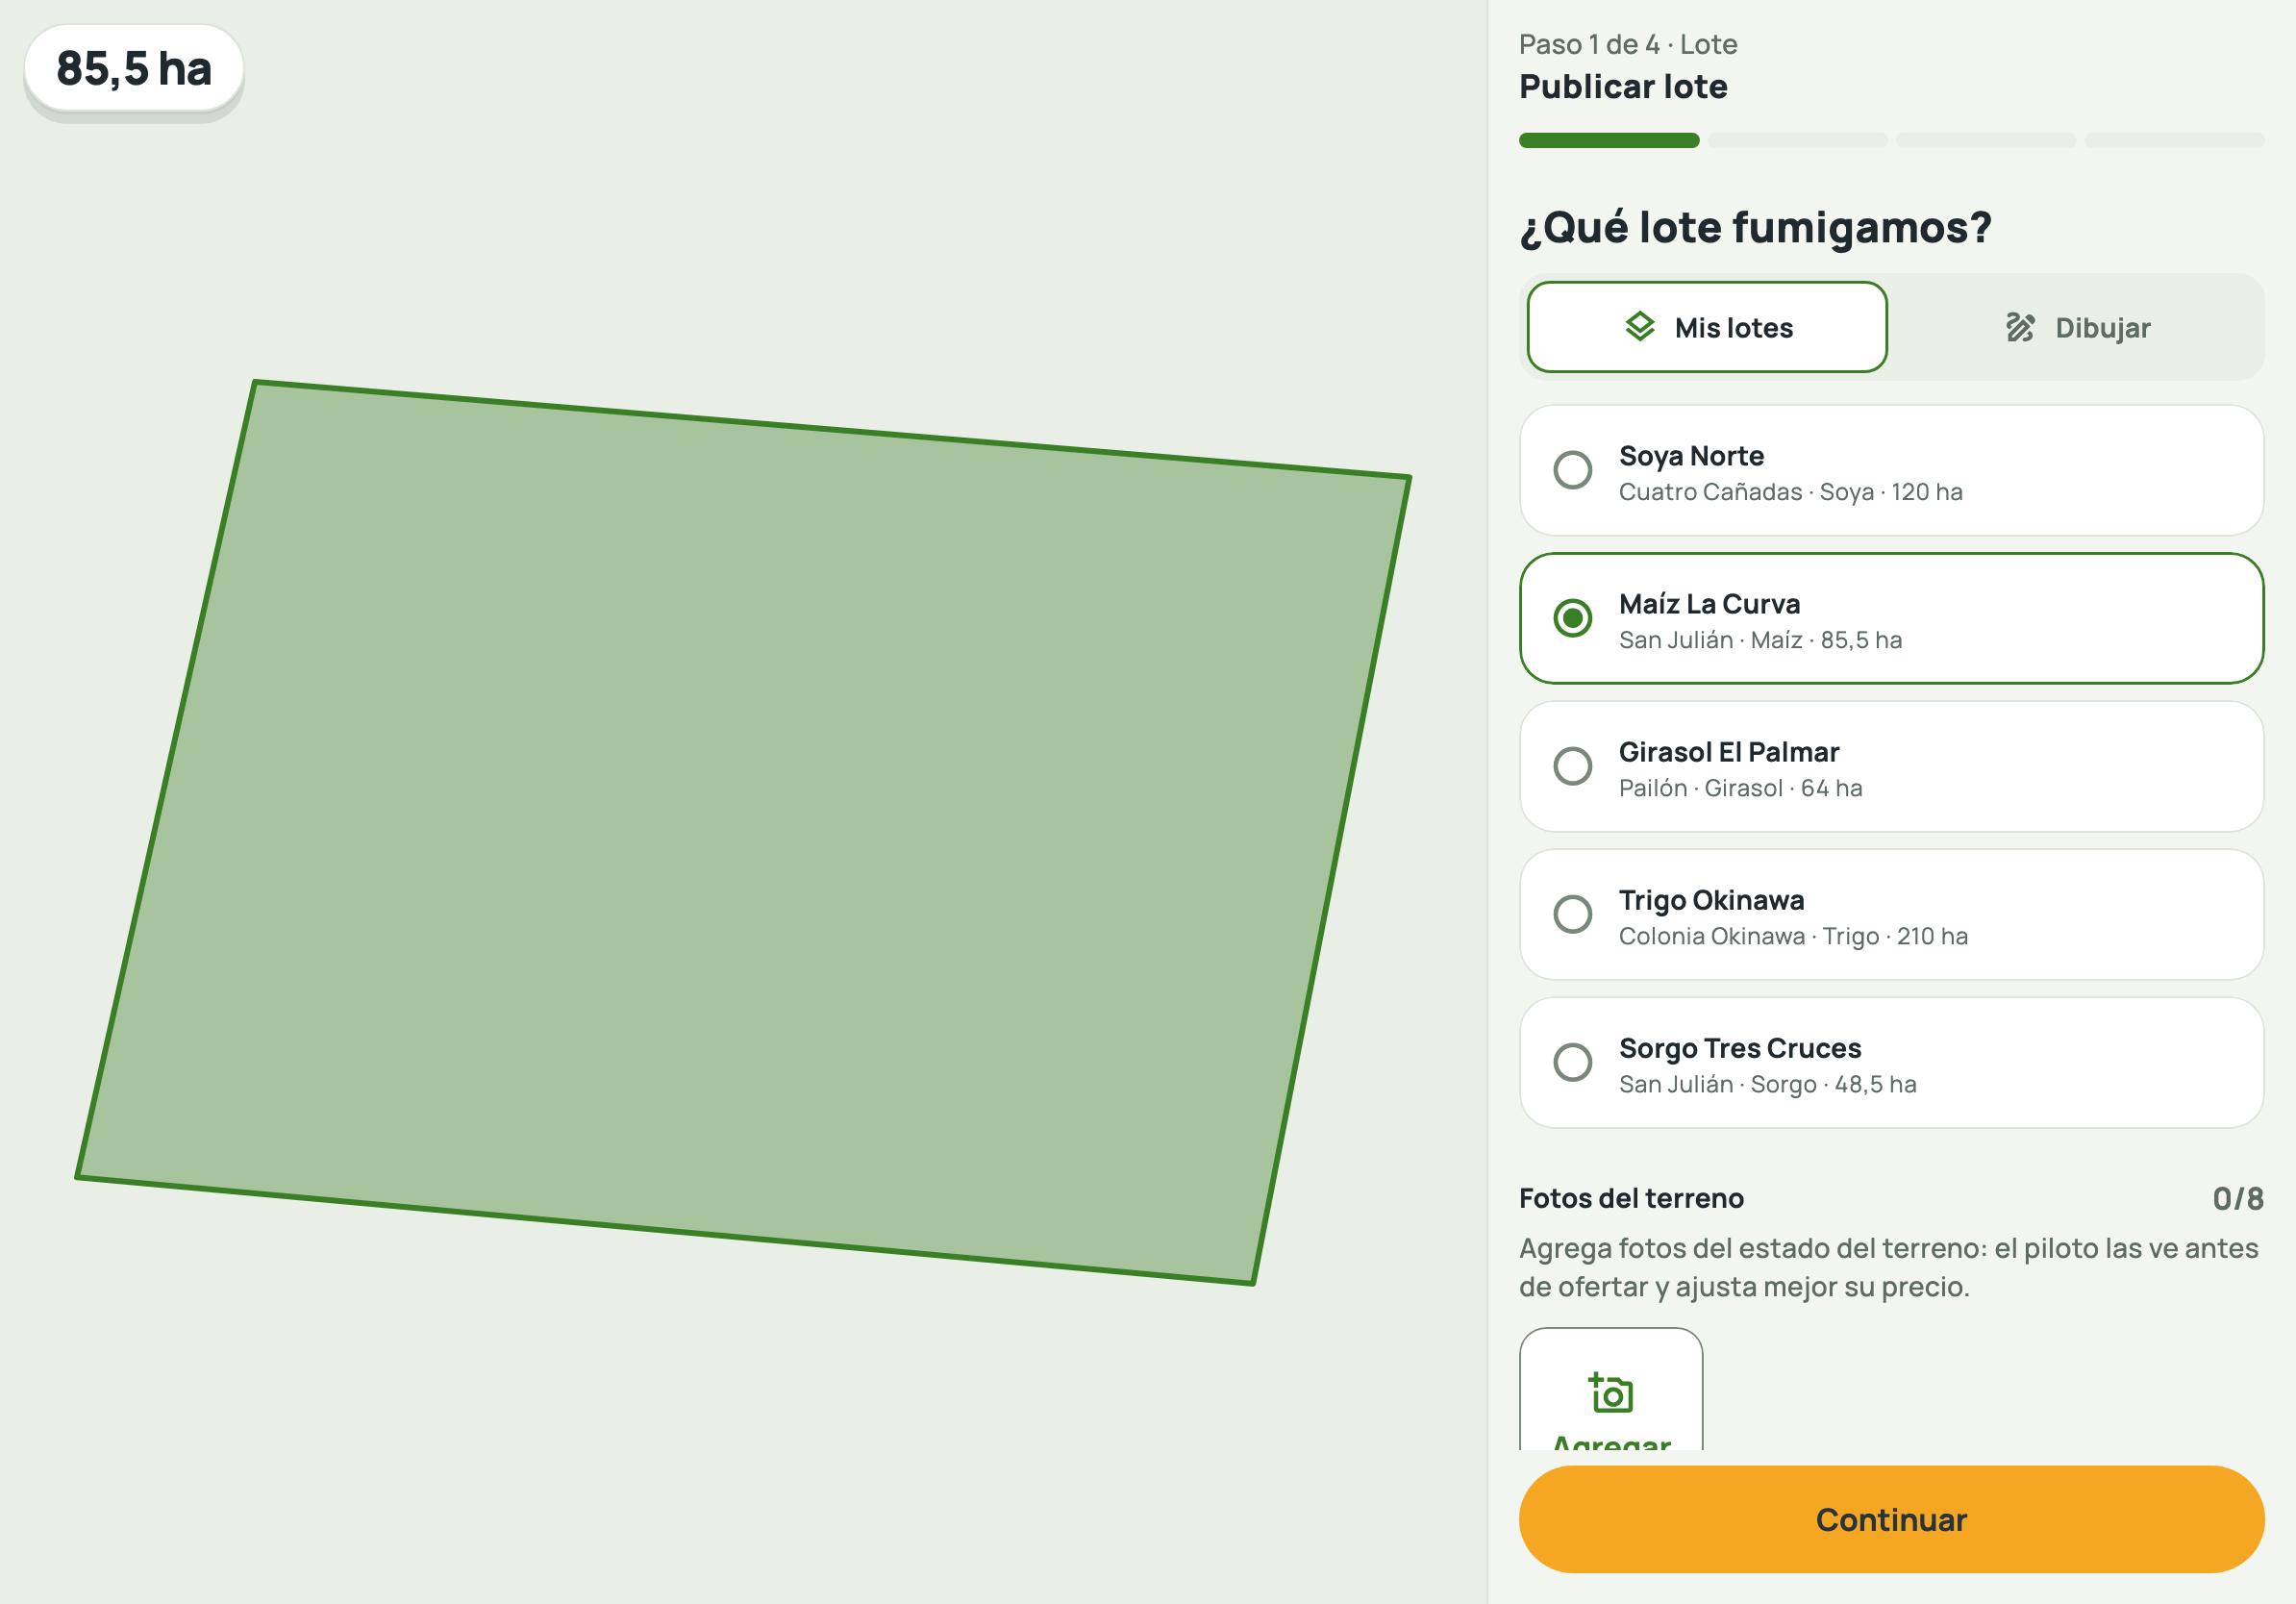 85,5 ha
Paso 1 de 4 · Lote
Publicar lote
¿Qué lote fumigamos?
Mis lotes
Dibujar
Soya Norte
Cuatro Cañadas · Soya · 120 ha
Maíz La Curva
San Julián · Maíz · 85,5 ha
Girasol El Palmar
Pailón · Girasol · 64 ha
Trigo Okinawa
Colonia Okinawa · Trigo · 210 ha
Sorgo Tres Cruces
San Julián · Sorgo · 48,5 ha
Fotos del terreno
0/8
Agrega fotos del estado del terreno: el piloto las ve antes
de ofertar y ajusta mejor su precio.
Agregar
Continuar